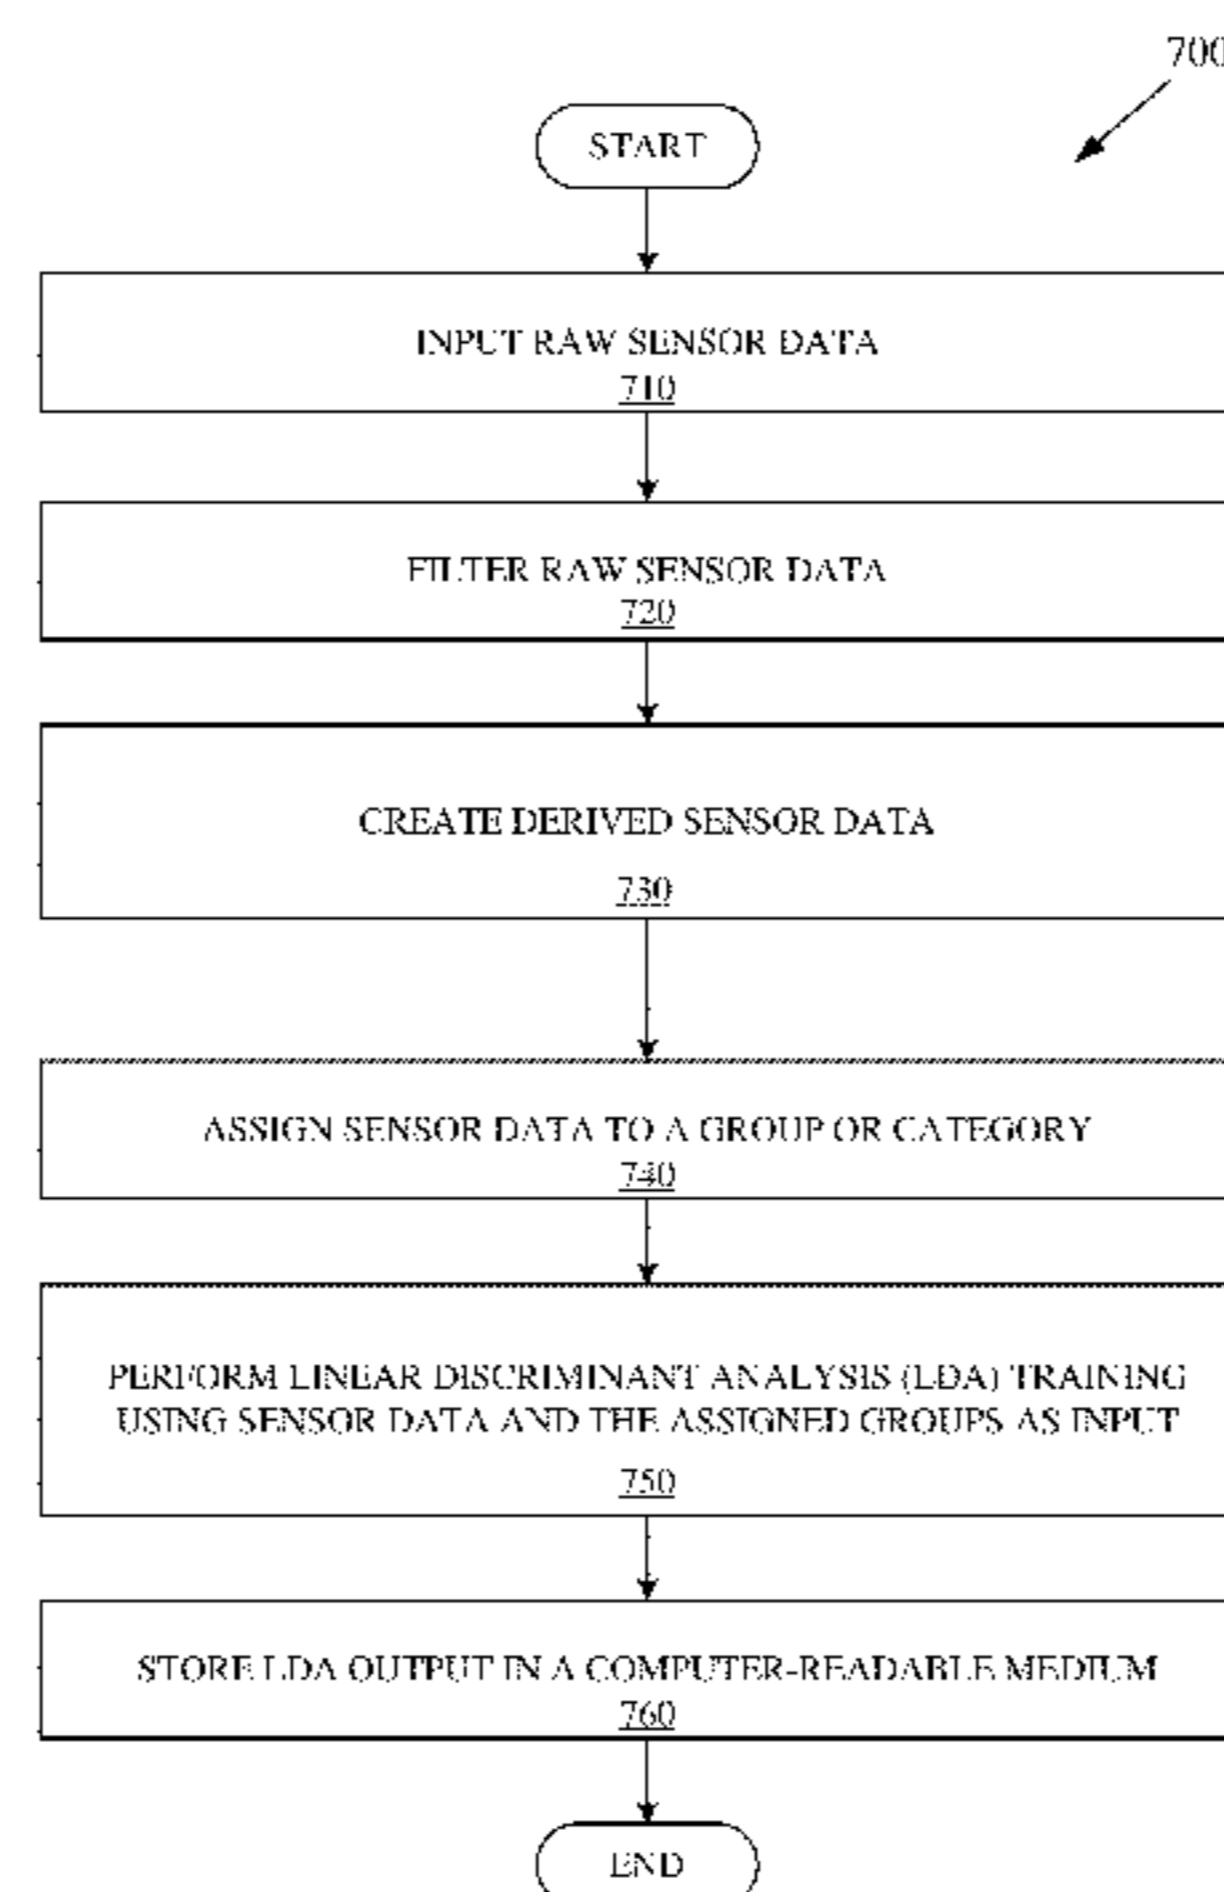 700
START
INPUT RAW SENSOR DATA
710
FILTER RAW SENSOR DATA
720
CREATE DERIVED SENSOR DATA
730
ASSIGN SENSOR DATA TO A GROUP OR CATEGORY
740
PERFORM LINEAR DISCRIMINANT ANALYSIS (LDA) TRAINING
USING SENSOR DATA AND THE ASSIGNED GROUPS AS INPUT
750
STORE LDA OUTPUT IN A COMPUTER-READABLE MEDIUM
760
END